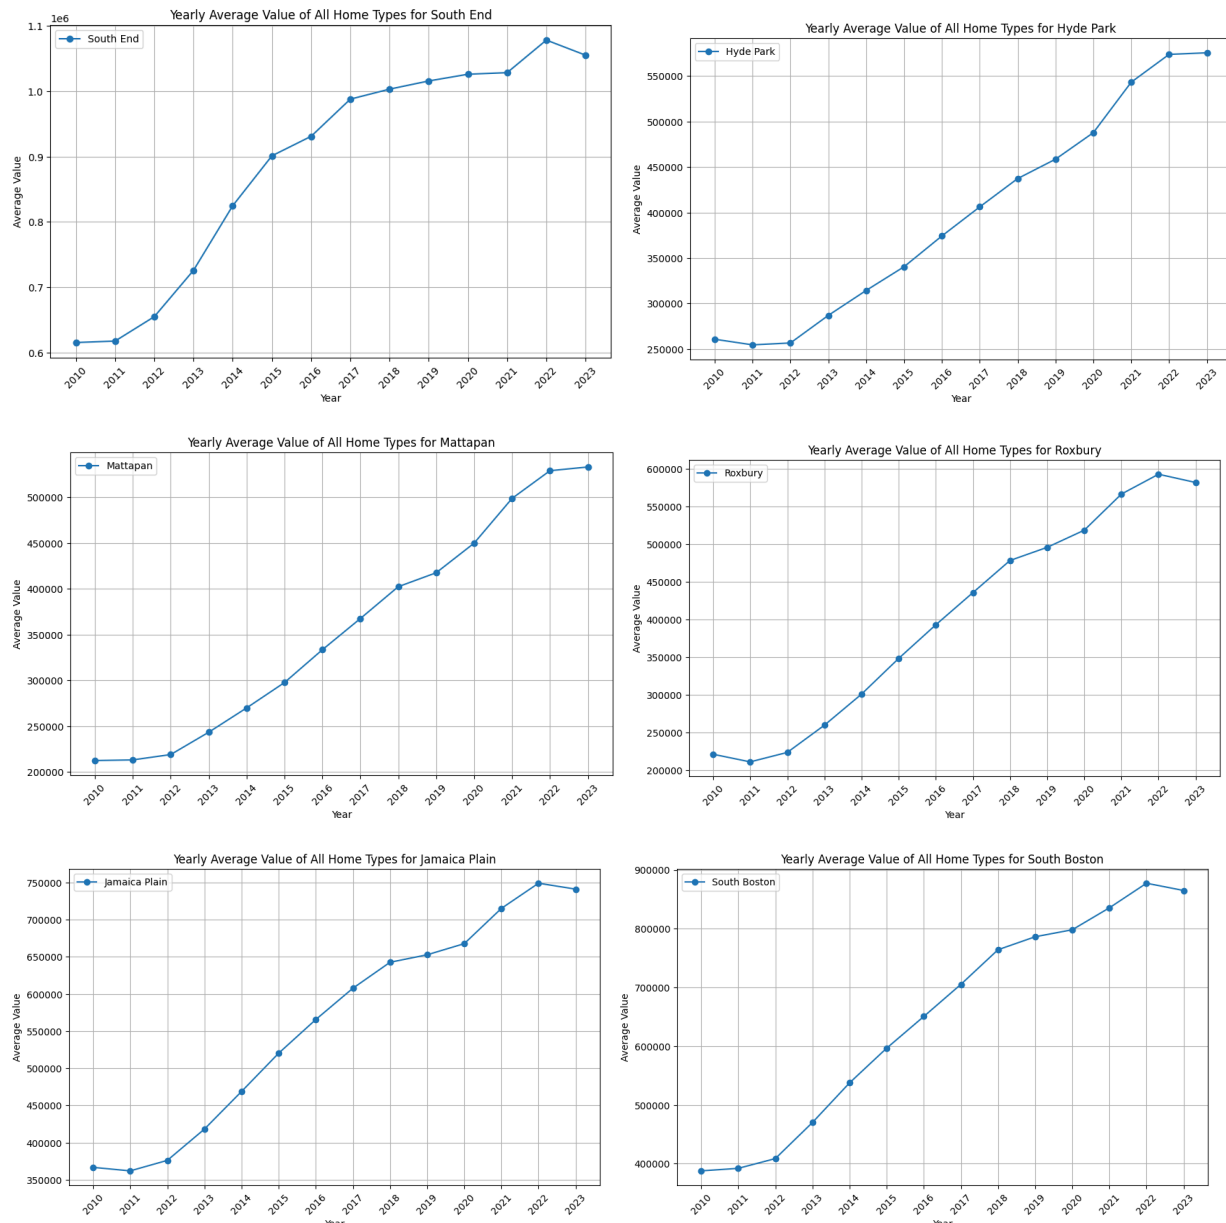 Yearly Average Value of All Home Types for South End
1e6
South End
1.1
1.0
0.9
0.8
0.7
0.6
Average Value
2010 2011 2012 2013 2014 2015 2016 2017 2018 2019 2020 2021 2022 2023
Year
Yearly Average Value of All Home Types for Hyde Park
Hyde Park
550000
500000
450000
400000
350000
300000
250000
Average Value
2010 2011 2012 2013 2014 2015 2016 2017 2018 2019 2020 2021 2022 2023
Year
Yearly Average Value of All Home Types for Mattapan
Mattapan
500000
450000
400000
350000
300000
250000
200000
Average Value
2010 2011 2012 2013 2014 2015 2016 2017 2018 2019 2020 2021 2022 2023
Year
Yearly Average Value of All Home Types for Roxbury
Roxbury
600000
550000
500000
450000
400000
350000
300000
250000
200000
Average Value
2010 2011 2012 2013 2014 2015 2016 2017 2018 2019 2020 2021 2022 2023
Year
Yearly Average Value of All Home Types for Jamaica Plain
Jamaica Plain
750000
700000
650000
600000
550000
500000
450000
400000
350000
Average Value
2010 2011 2012 2013 2014 2015 2016 2017 2018 2019 2020 2021 2022 2023
Year
Yearly Average Value of All Home Types for South Boston
South Boston
900000
800000
700000
600000
500000
400000
Average Value
2010 2011 2012 2013 2014 2015 2016 2017 2018 2019 2020 2021 2022 2023
Year